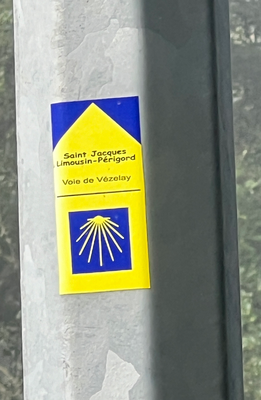 Saint Jacques
Limousin-Périgord
Voie de Vézelay